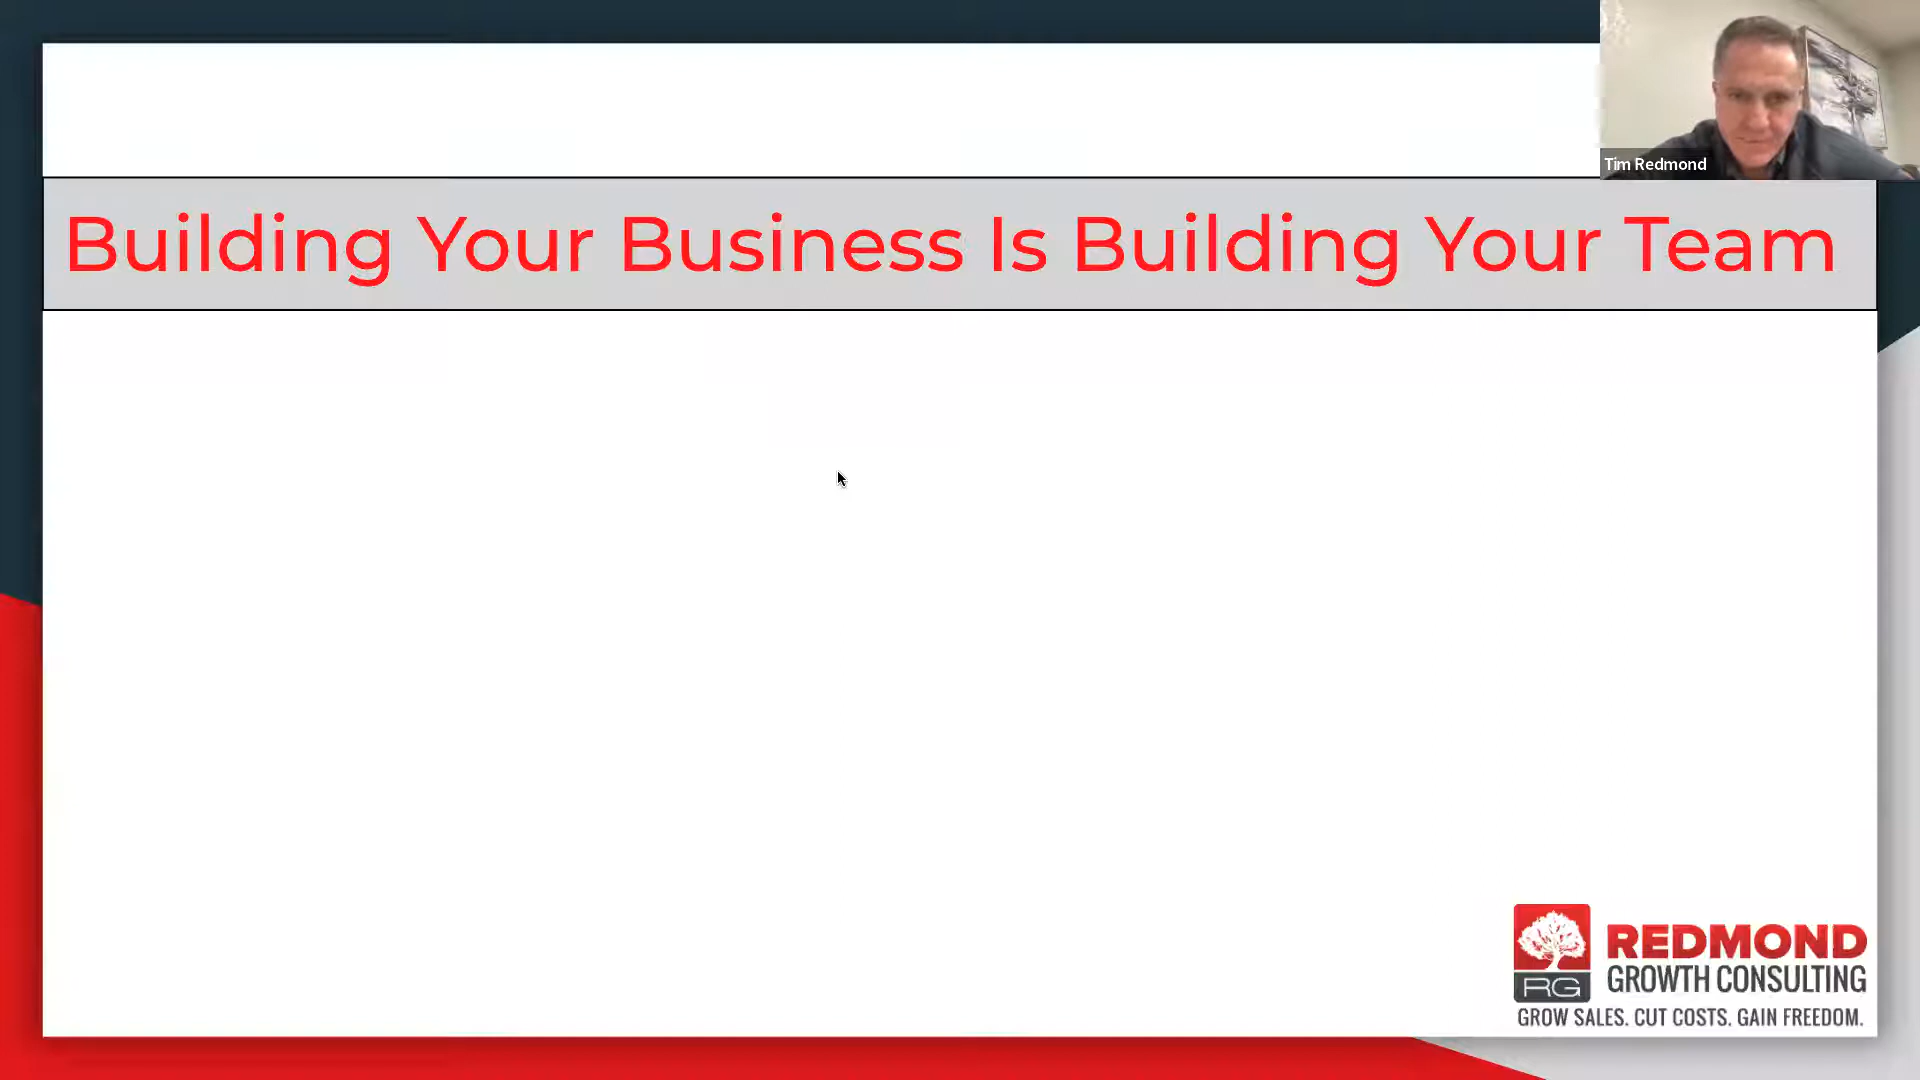 Tim Redmond
Building Your Business Is Building Your Team
RG
REDMOND
GROWTH CONSULTING
GROW SALES. CUT COSTS. GAIN FREEDOM.